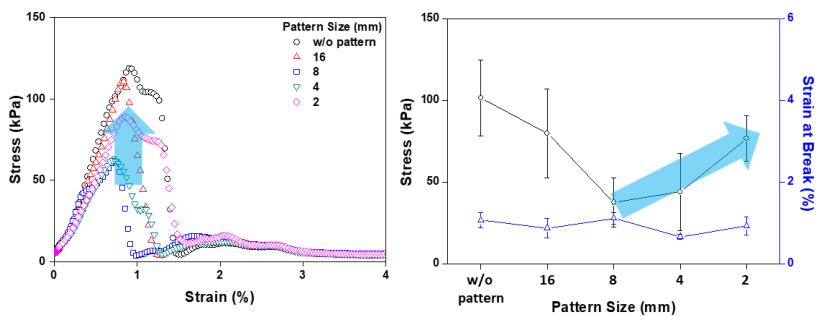 150
100
50
0
Stress (kPa)
0
1
2
3
4
Strain (%)
Pattern Size (mm)
w/o pattern
16
8
4
2
150
100
50
0
Stress (kPa)
w/o
pattern
16
8
4
2
Pattern Size (mm)
6
4
2
0
Strain at Break (%)